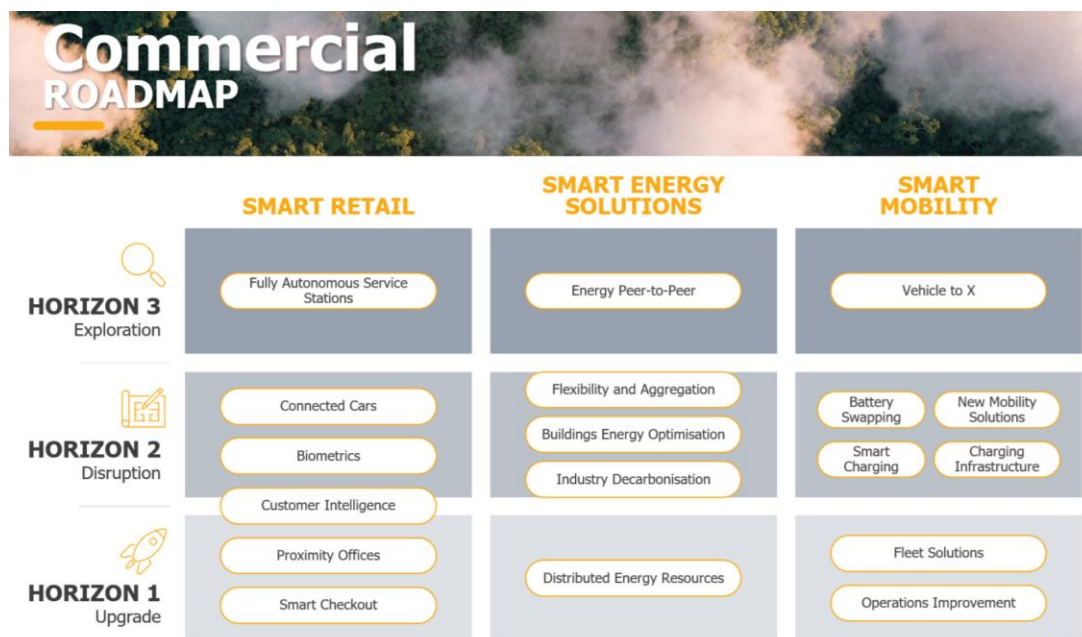 Commercial
ROADMAP
SMART RETAIL
SMART ENERGY
SOLUTIONS
SMART
MOBILITY
HORIZON 3
Exploration
Fully Autonomous Service
Stations
Energy Peer-to-Peer
Vehicle to X
HORIZON 2
Disruption
Connected Cars
Biometrics
Customer Intelligence
Flexibility and Aggregation
Buildings Energy Optimisation
Industry Decarbonisation
Battery
Swapping
New Mobility
Solutions
Smart
Charging
Charging
Infrastructure
HORIZON 1
Upgrade
Proximity Offices
Smart Checkout
Distributed Energy Resources
Fleet Solutions
Operations Improvement